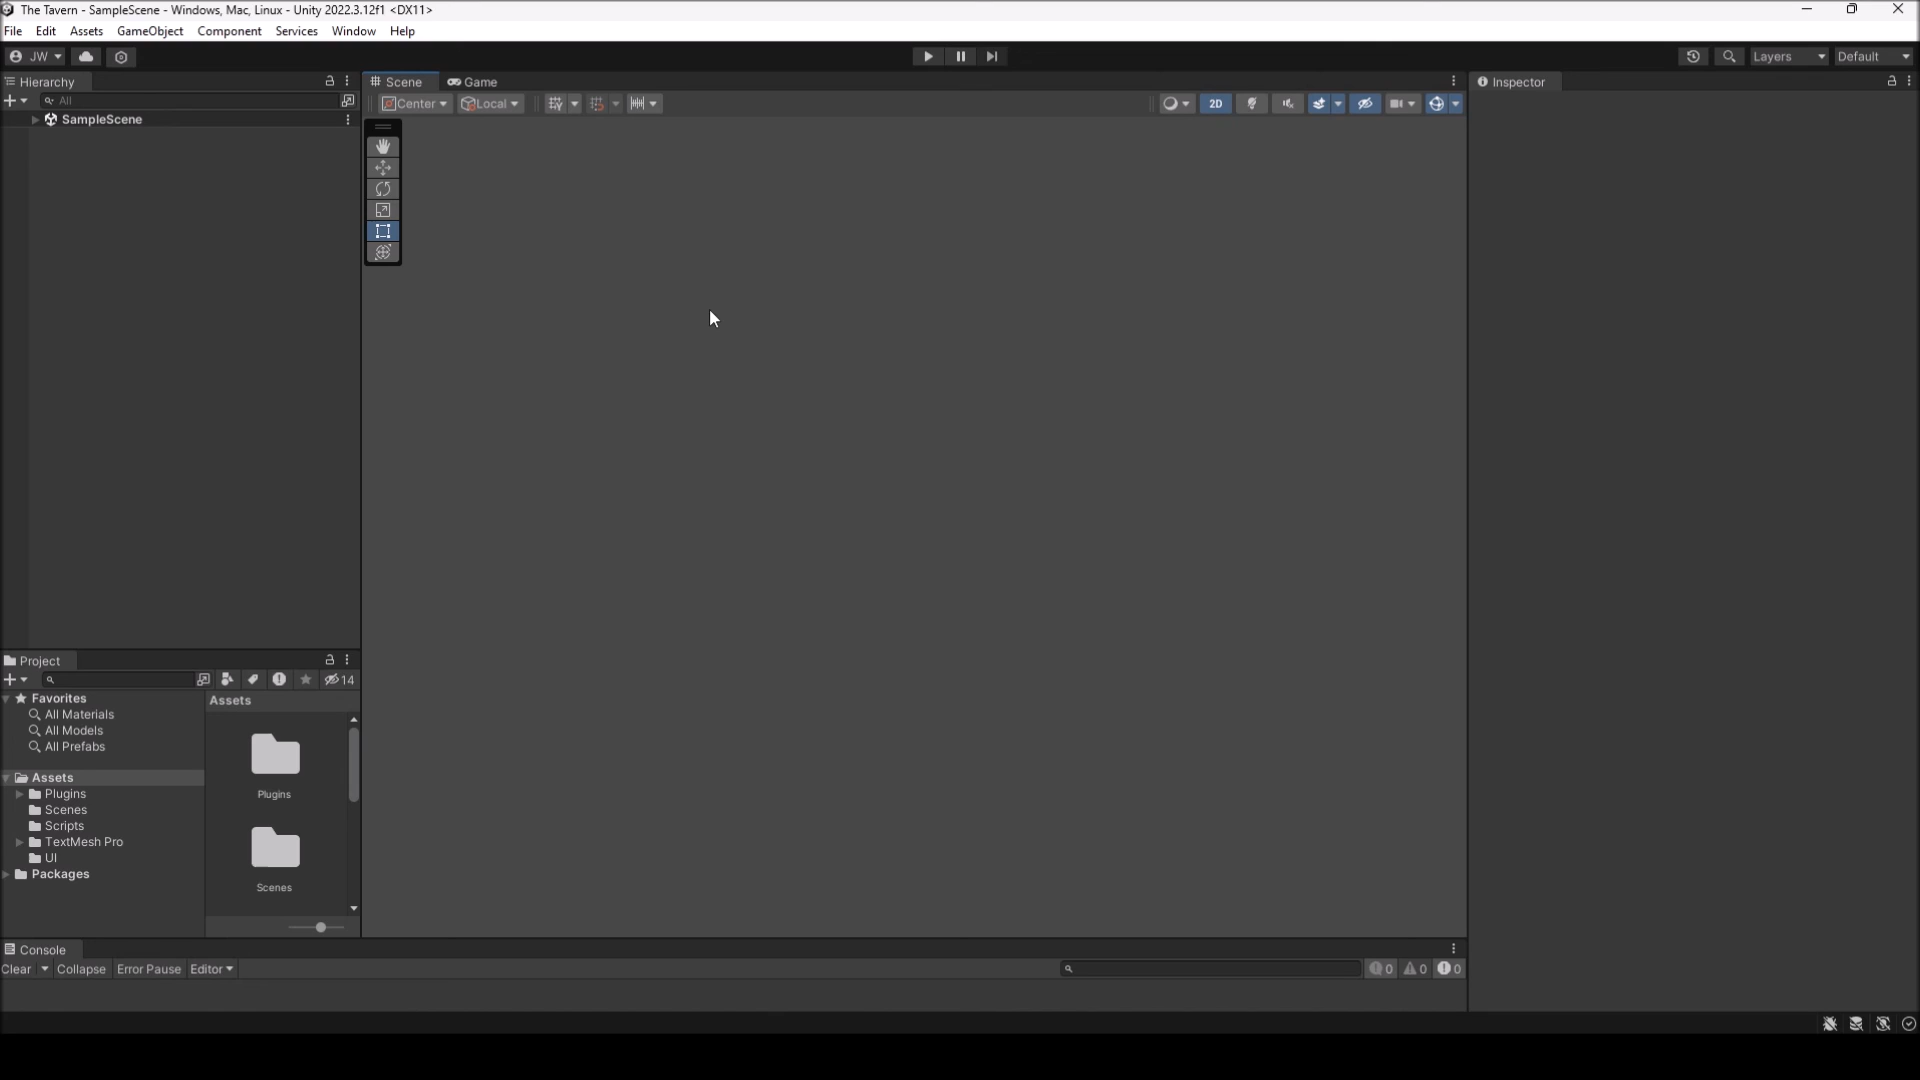 The Tavern - SampleScene - Windows, Mac, Linux - Unity 2022.3.12f1 <DX11>
File Edit Assets GameObject Component Services Window Help
JW Layers Default
Hierarchy Scene Game Inspector
All Center Local 2D
SampleScene
Project
14
Favorites Assets
All Materials
All Models
All Prefabs
Assets
Plugins Plugins
Scenes
Scripts
TextMesh Pro
UI
Packages
Scenes
Console
Clear Collapse Error Pause Editor 0 0 0